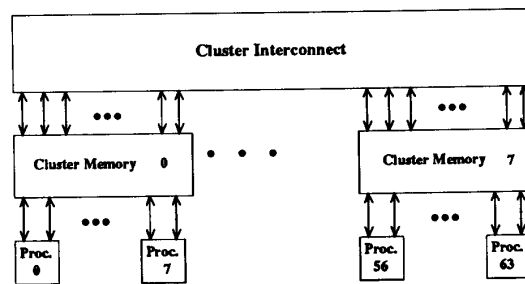 Cluster Interconnect
Cluster Memory 0
Cluster Memory 7
Proc. 0
Proc. 7
Proc. 56
Proc. 63